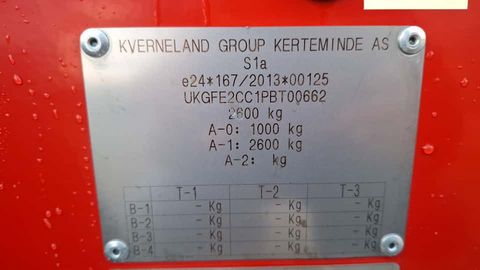 KVERNELAND GROUP KERTEMINDE AS
S1a
e24*167/2013*00125
UKGFE2CC1PBT00662
2600 kg
A-0: 1000 kg
A-1: 2600 kg
A-2: kg
T-1 T-2 T-3
B-1 - Kg - Kg - Kg
B-2 - Kg - Kg - Kg
B-3 - Kg - Kg - Kg
B-4 - Kg - Kg - Kg